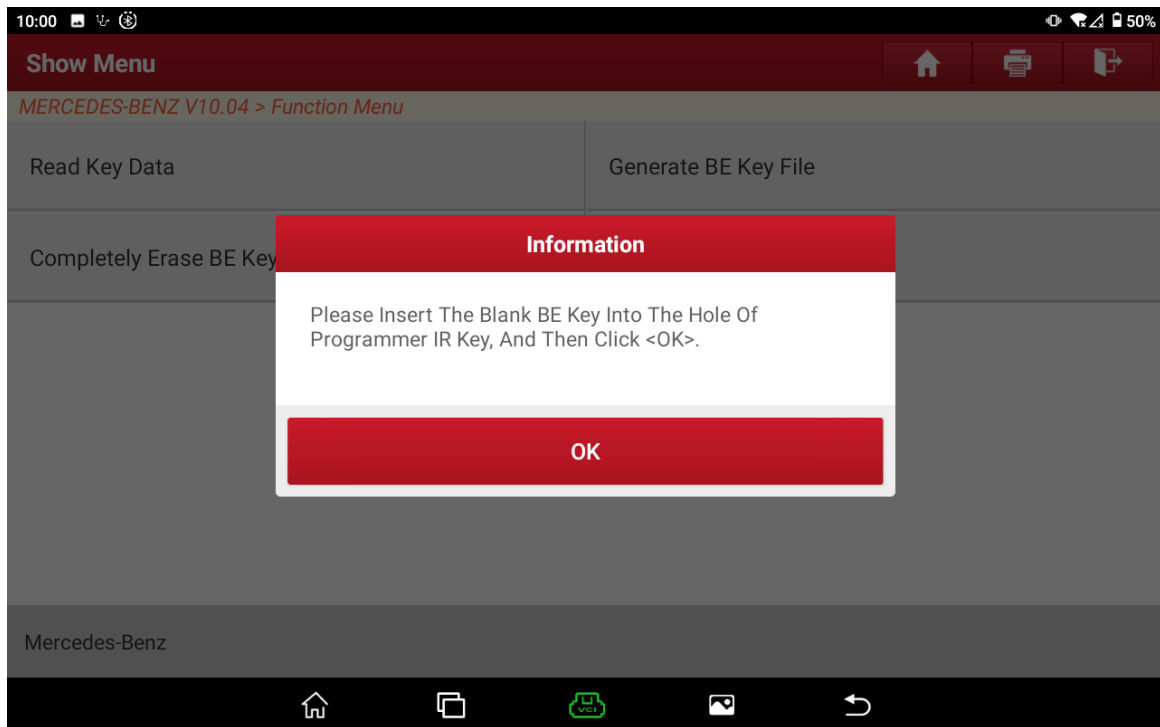 10:00
50%
Show Menu
MERCEDES-BENZ V10.04 > Function Menu
Read Key Data
Generate BE Key File
Completely Erase BE Key
Information
Please Insert The Blank BE Key Into The Hole Of
Programmer IR Key, And Then Click <OK>.
OK
Mercedes-Benz
VCI